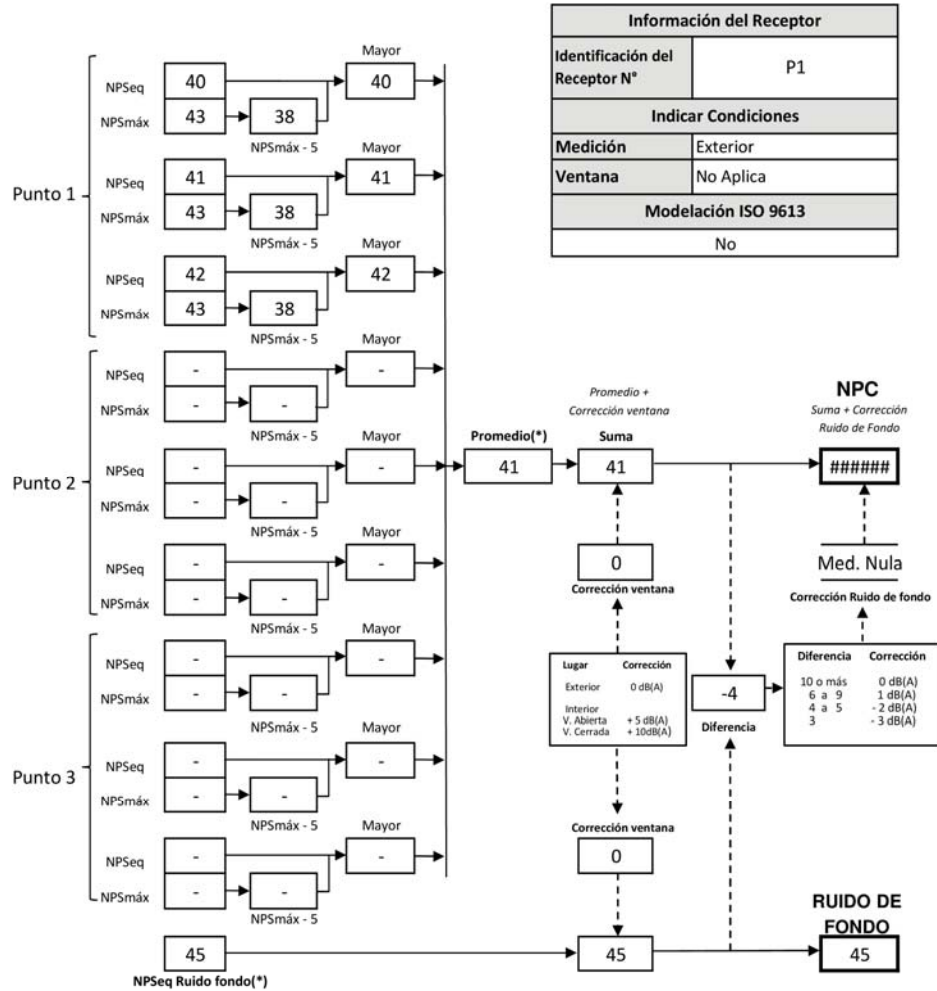 Información del Receptor
Identificación del Receptor N°
P1
Indicar Condiciones
Medición Exterior
Ventana No Aplica
Modelación ISO 9613
No
Punto 1
Mayor
NPSeq 40 40
NPSmáx 43 38
NPSmáx - 5
Mayor
NPSeq 41 41
NPSmáx 43 38
NPSmáx - 5
Mayor
NPSeq 42 42
NPSmáx 43 38
NPSmáx - 5
Punto 2
Mayor
NPSeq - -
NPSmáx - -
NPSmáx - 5
Mayor
NPSeq - -
NPSmáx - -
NPSmáx - 5
Mayor
NPSeq - -
NPSmáx - -
NPSmáx - 5
Punto 3
Mayor
NPSeq - -
NPSmáx - -
NPSmáx - 5
Mayor
NPSeq - -
NPSmáx - -
NPSmáx - 5
Mayor
NPSeq - -
NPSmáx - -
NPSmáx - 5
45
NPSeq Ruido fondo(*)
Promedio(*)
41
Promedio +
Corrección ventana
Suma
41
0
Corrección ventana
Lugar Corrección
Exterior 0 dB(A)
Interior
V. Abierta + 5 dB(A)
V. Cerrada + 10dB(A)
Corrección ventana
0
45
-4
Diferencia
NPC
Suma + Corrección
Ruido de Fondo
######
Med. Nula
Corrección Ruido de fondo
Diferencia Corrección
10 o más 0 dB(A)
6 a 9 1 dB(A)
4 a 5 - 2 dB(A)
3 - 3 dB(A)
RUIDO DE
FONDO
45